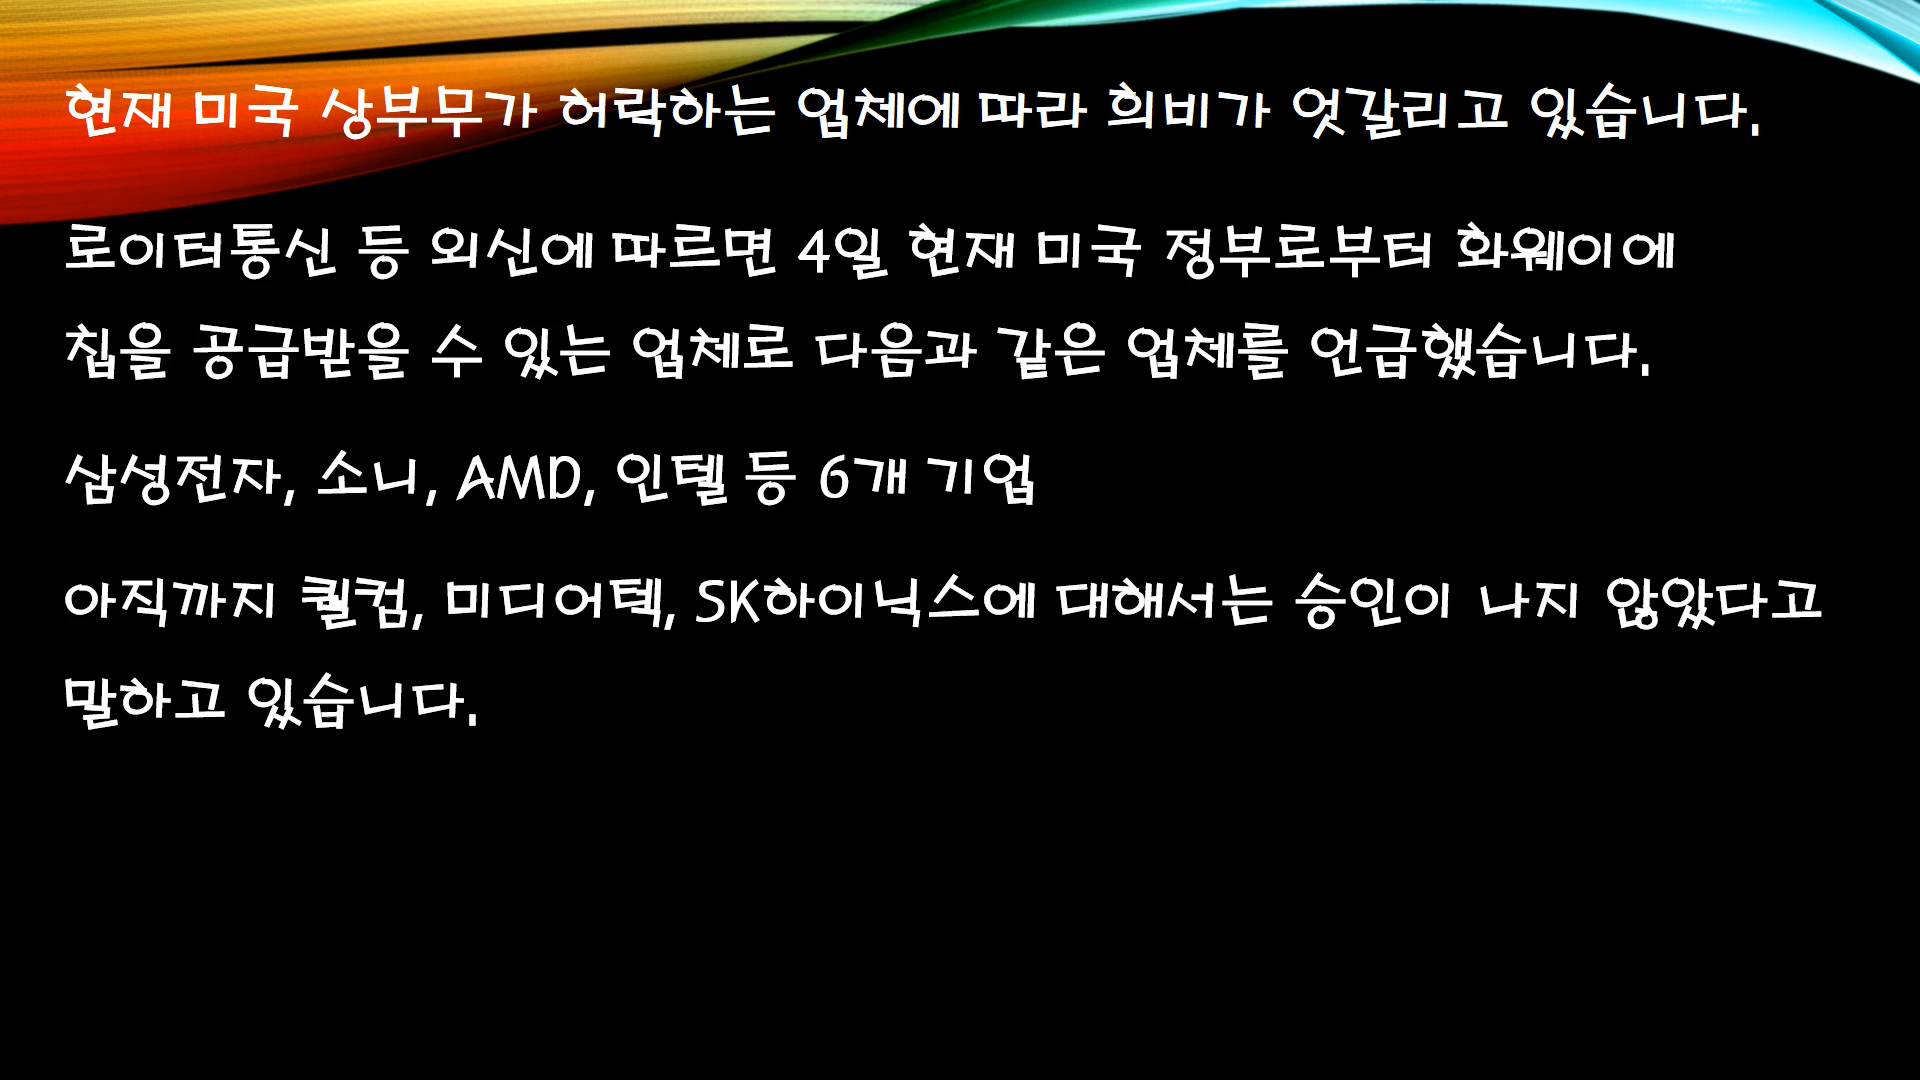 현재 미국 상부무가 허락하는 업체에 따라 희비가 엇갈리고 있습니다.
로이터통신 등 외신에 따르면 4일 현재 미국 정부로부터 화웨이에
칩을 공급받을 수 있는 업체로 다음과 같은 업체를 언급했습니다.
삼성전자, 소니, AMD, 인텔 등 6개 기업
아직까지 퀄컴, 미디어텍, SK하이닉스에 대해서는 승인이 나지 않았다고
말하고 있습니다.